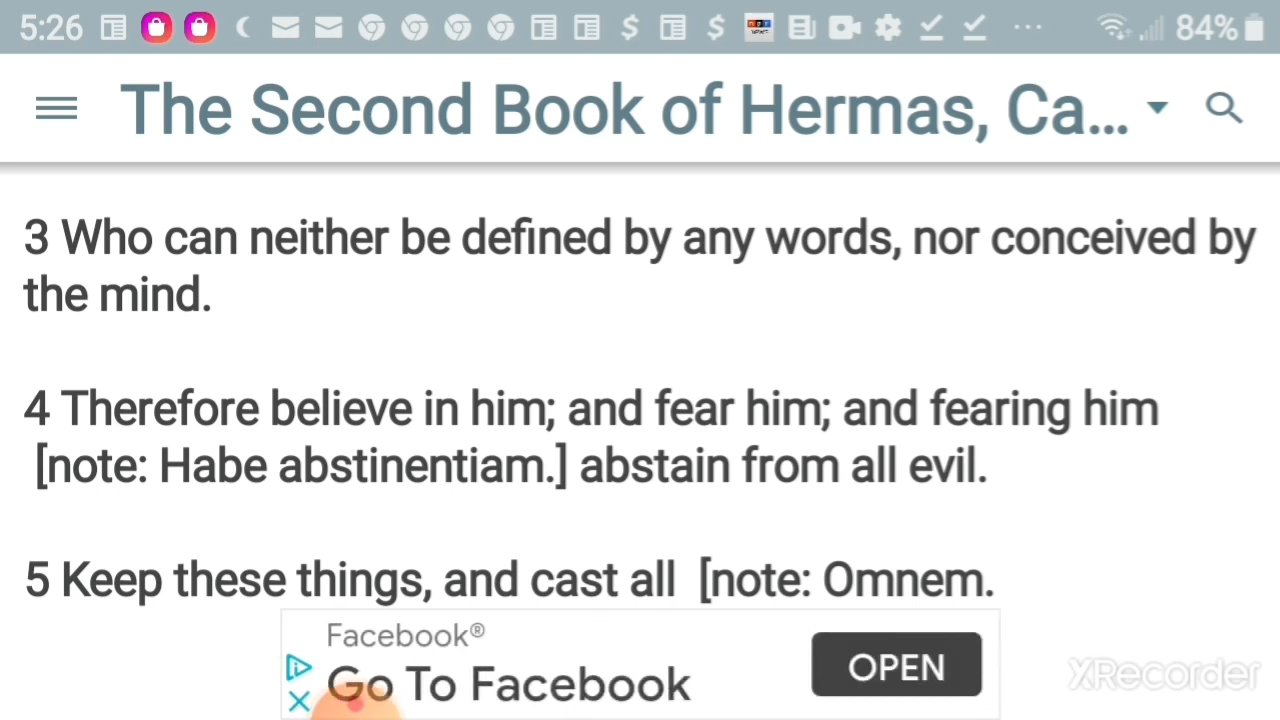 5:26 $ $ npr ... 84%
The Second Book of Hermas, Ca...
3 Who can neither be defined by any words, nor conceived by
the mind.
4 Therefore believe in him; and fear him; and fearing him
[note: Habe abstinentiam.] abstain from all evil.
5 Keep these things, and cast all [note: Omnem.
Facebook®
Go To Facebook
OPEN
XRecorder